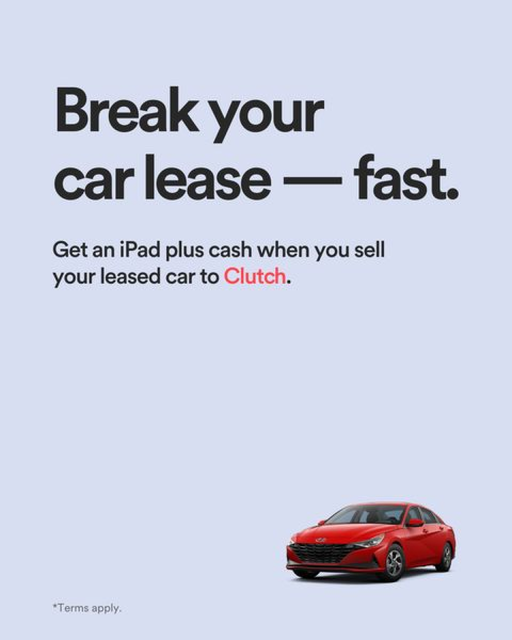 Break your
car lease — fast.
Get an iPad plus cash when you sell
your leased car to Clutch.
*Terms apply.